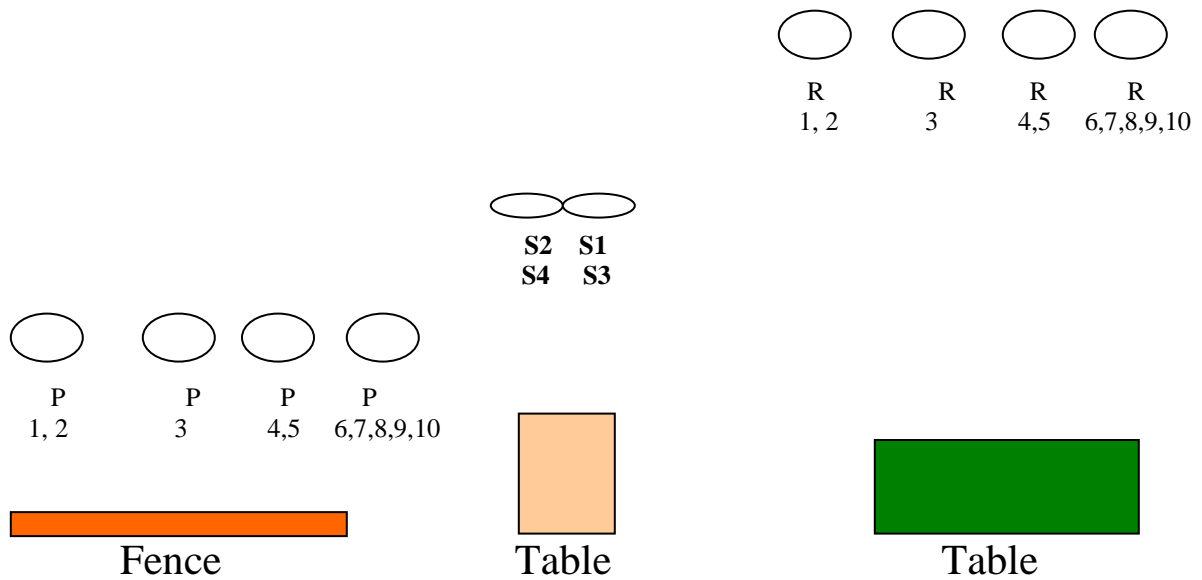 R R R R
1, 2 3 4,5 6,7,8,9,10
S2 S1
S4 S3
P P P P
1, 2 3 4,5 6,7,8,9,10
Fence Table Table